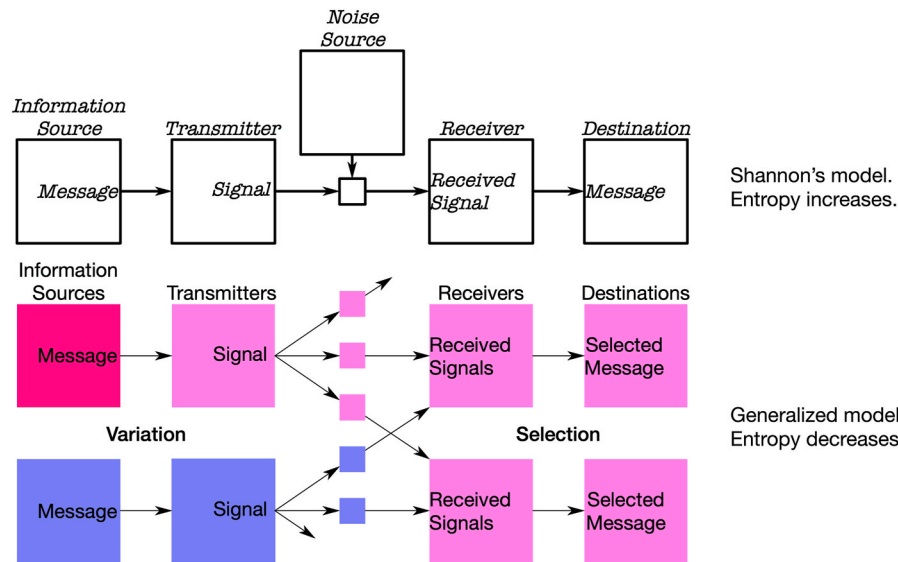 Noise
Source
Information
Source
Transmitter
Receiver
Destination
Message
Signal
Received
Signal
Message
Shannon's model.
Entropy increases.
Information
Sources
Transmitters
Receivers
Destinations
Message
Signal
Received
Signals
Selected
Message
Variation
Selection
Generalized model
Entropy decreases
Message
Signal
Received
Signals
Selected
Message